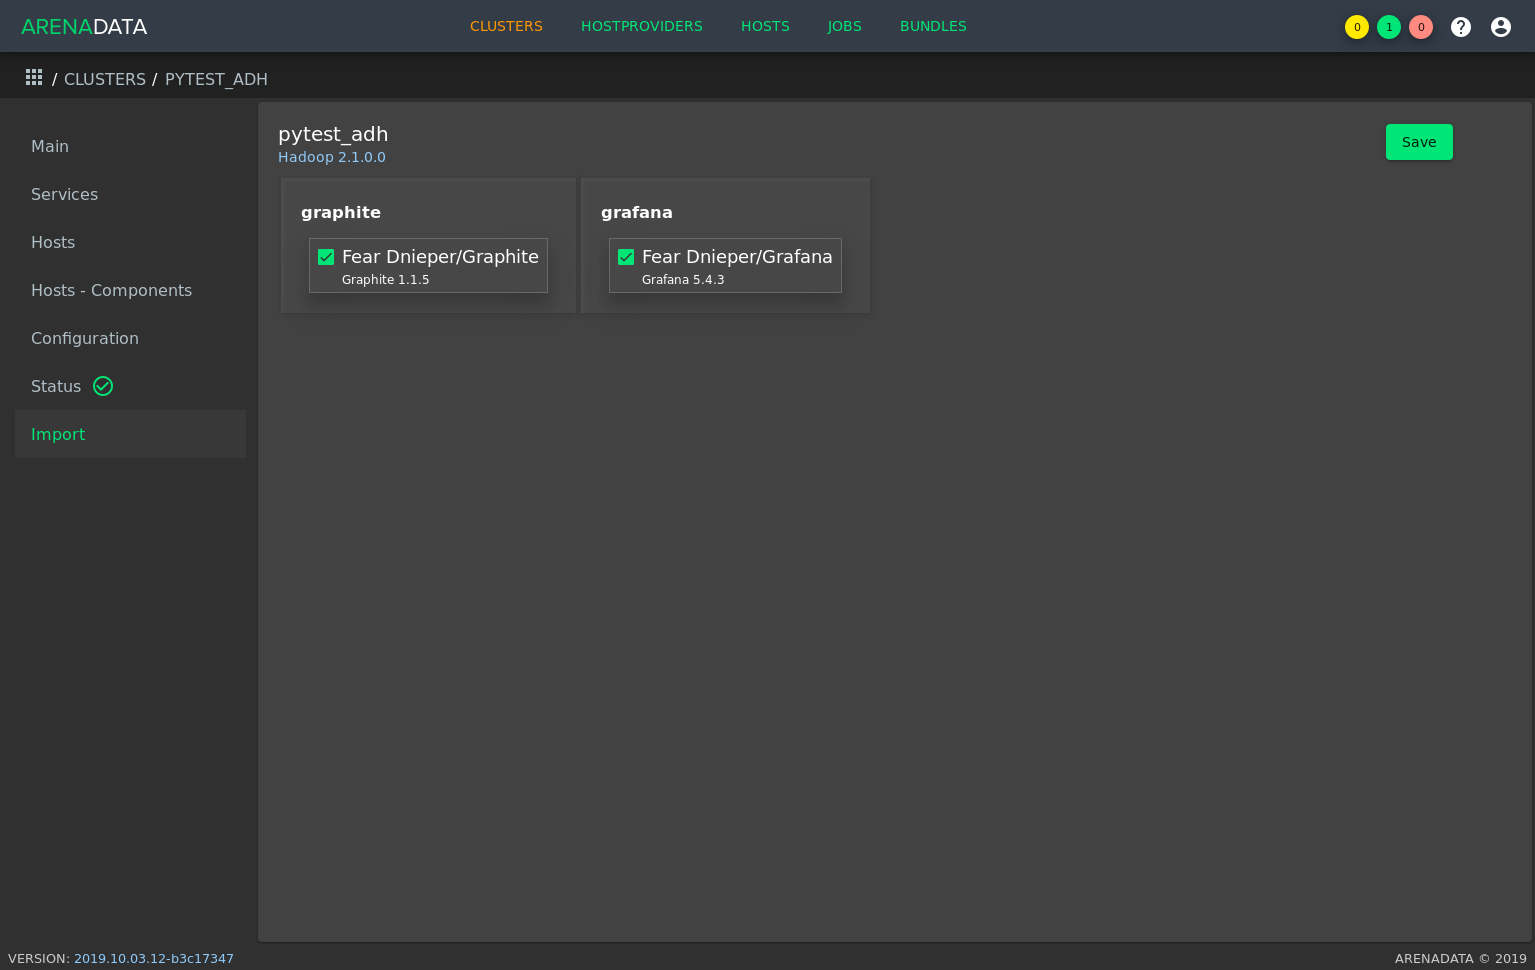 ARENADATA
CLUSTERS HOSTPROVIDERS HOSTS JOBS BUNDLES
0 1 0
/ CLUSTERS / PYTEST_ADH
Main
Services
Hosts
Hosts - Components
Configuration
Status
Import
pytest_adh
Hadoop 2.1.0.0
Save
graphite
Fear Dnieper/Graphite
Graphite 1.1.5
grafana
Fear Dnieper/Grafana
Grafana 5.4.3
VERSION: 2019.10.03.12-b3c17347
ARENADATA © 2019